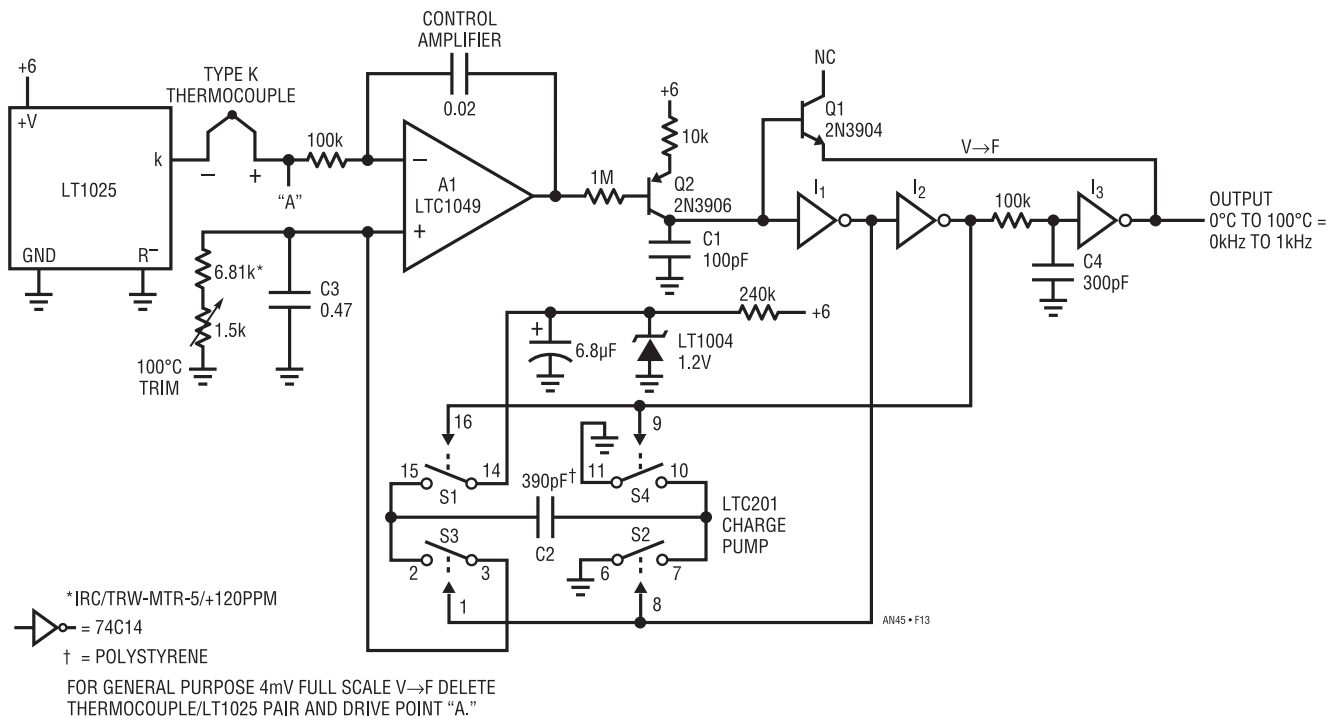 CONTROL
AMPLIFIER
+6
TYPE K
THERMOCOUPLE
0.02
+V
k
LT1025
GND
R–
–
+
"A"
100k
–
A1
LTC1049
+
1M
+6
10k
Q2
2N3906
C1
100pF
NC
Q1
2N3904
V→F
I1
I2
100k
I3
C4
300pF
OUTPUT
0°C TO 100°C =
0kHz TO 1kHz
6.81k*
1.5k
100°C
TRIM
C3
0.47
+
6.8µF
LT1004
1.2V
240k
+6
16
9
15
14
S1
11
10
S4
390pF†
C2
LTC201
CHARGE
PUMP
S3
2
3
1
S2
6
7
8
AN45 • F13
*IRC/TRW-MTR-5/+120PPM
= 74C14
† = POLYSTYRENE
FOR GENERAL PURPOSE 4mV FULL SCALE V→F DELETE
THERMOCOUPLE/LT1025 PAIR AND DRIVE POINT "A."